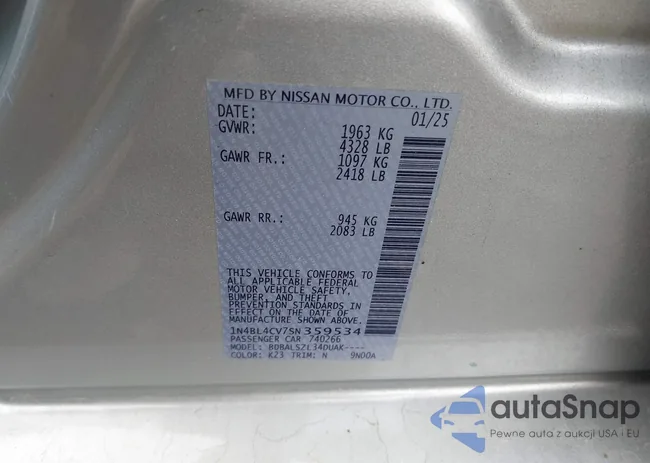 MFD BY NISSAN MOTOR CO., LTD.
DATE: 01/25
GVWR: 1963 KG
4328 LB
GAWR FR.: 1097 KG
2418 LB
GAWR RR.: 945 KG
2083 LB
THIS VEHICLE CONFORMS TO
ALL APPLICABLE FEDERAL
MOTOR VEHICLE SAFETY,
BUMPER, AND THEFT
PREVENTION STANDARDS IN
EFFECT ON THE DATE OF
MANUFACTURE SHOWN ABOVE.
1N4BL4CV7SN359534
PASSENGER CAR 740266
MODEL: BDBALSZL34DUAK----
COLOR: KZ3 TRIM: N 9N00A
autaSnap
Pewne auta z aukcji USA i EU